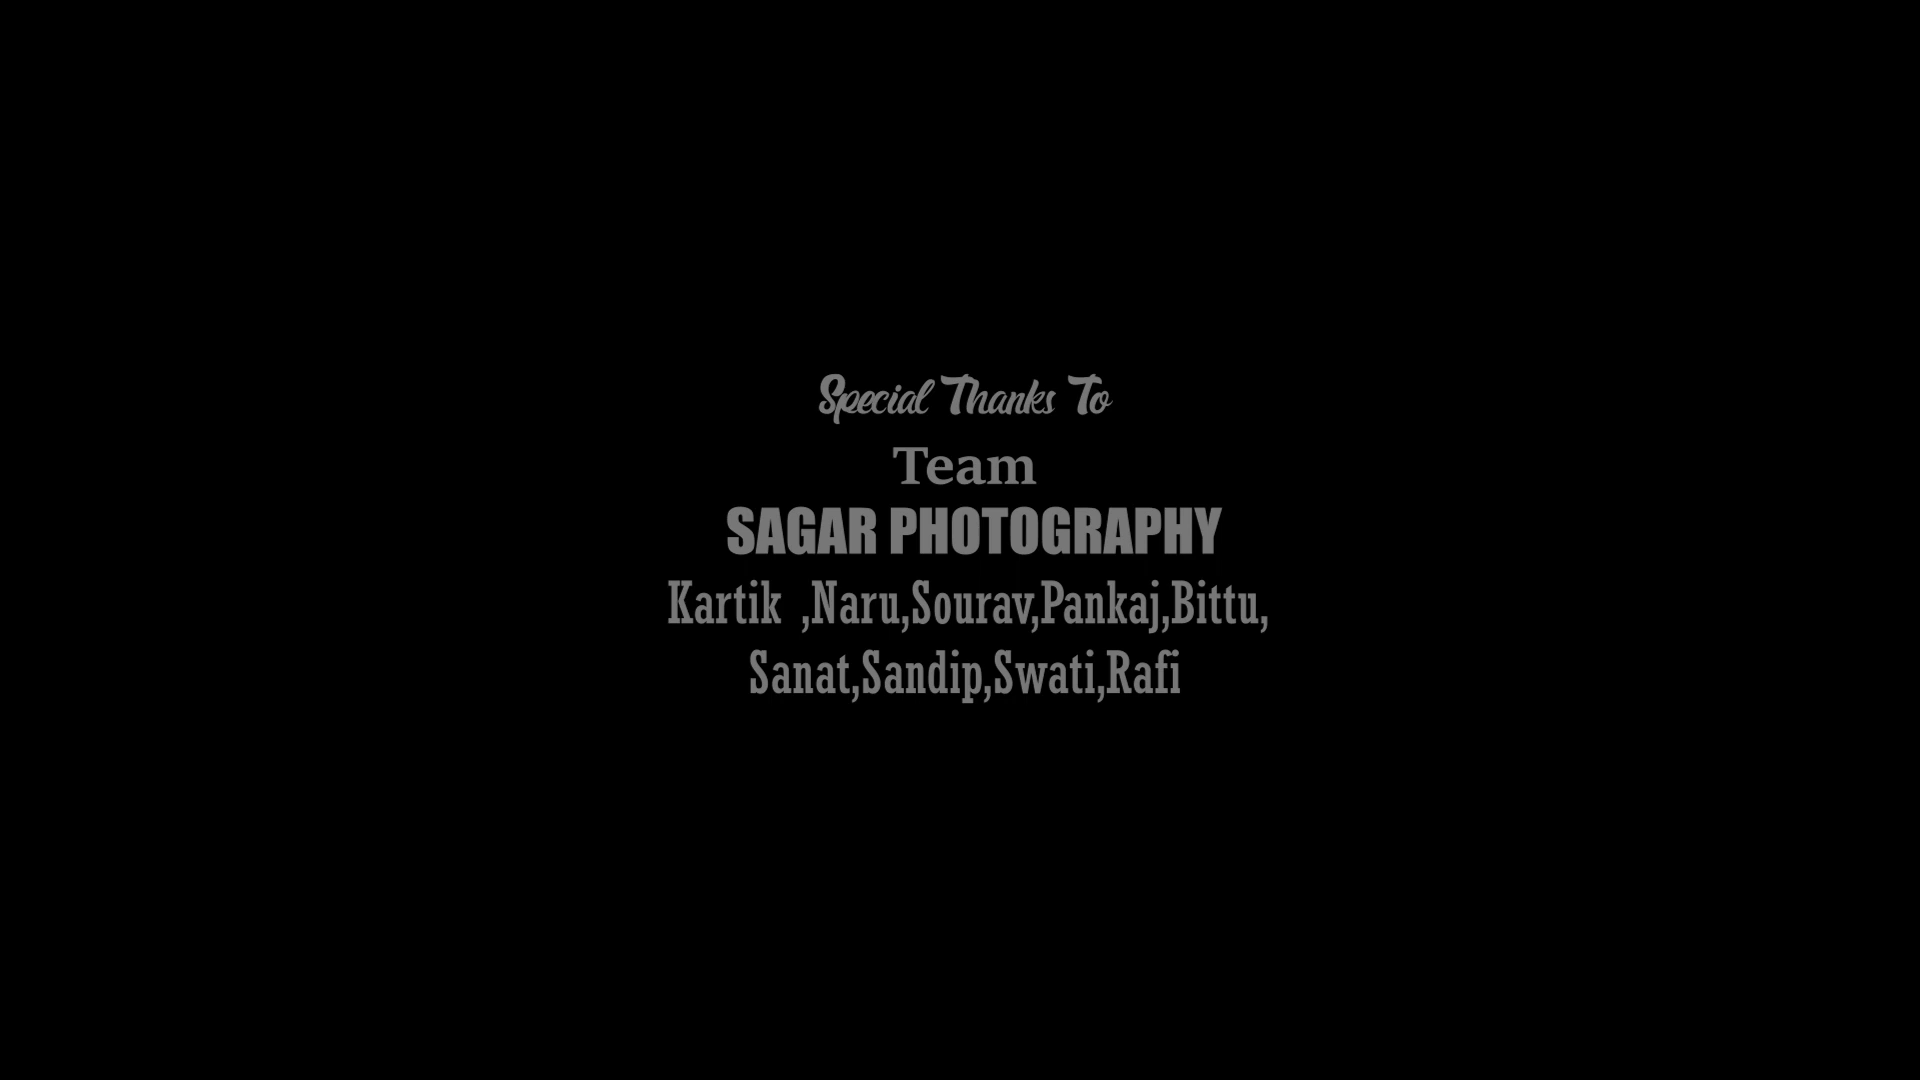 Special Thanks To
Team
SAGAR PHOTOGRAPHY
Kartik  ,Naru,Sourav,Pankaj,Bittu,
Sanat,Sandip,Swati,Rafi